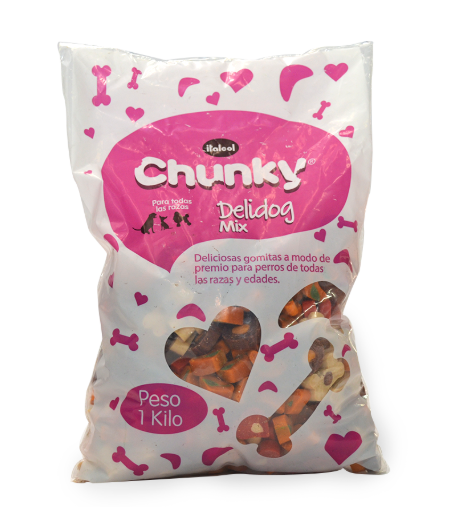 italcol
Chunky®
Para todas
las razas
Delidog
Mix
Deliciosas gomitas a modo de
premio para perros de todas
las razas y edades.
Peso
1 Kilo